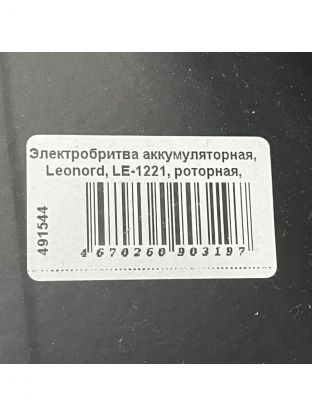 Электробритва аккумуляторная,
Leonord, LE-1221, роторная,
491544
4 670260 903197